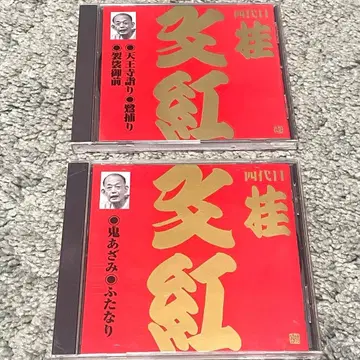 四代目
桂
文紅
●天王寺詣り●鷺捕り
●袈裟御前
四代目
桂
文紅
●鬼あざみ●ふたなり